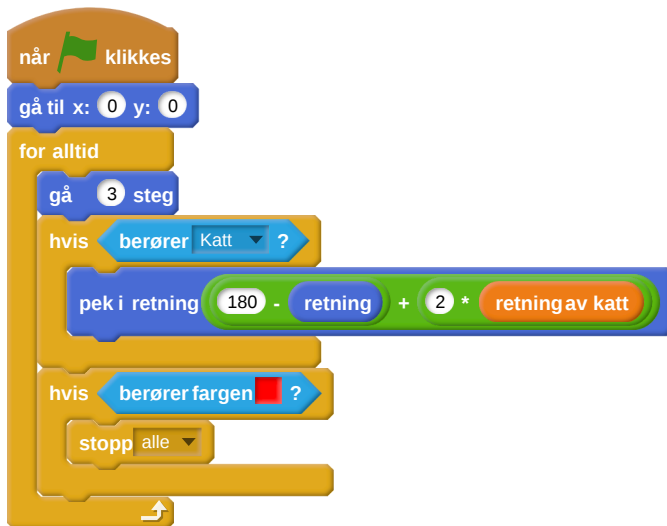 når klikkes
gå til x: 0 y: 0
for alltid
gå 3 steg
hvis berører Katt ?
pek i retning 180 - retning + 2 * retning av katt
hvis berører fargen ?
stopp alle